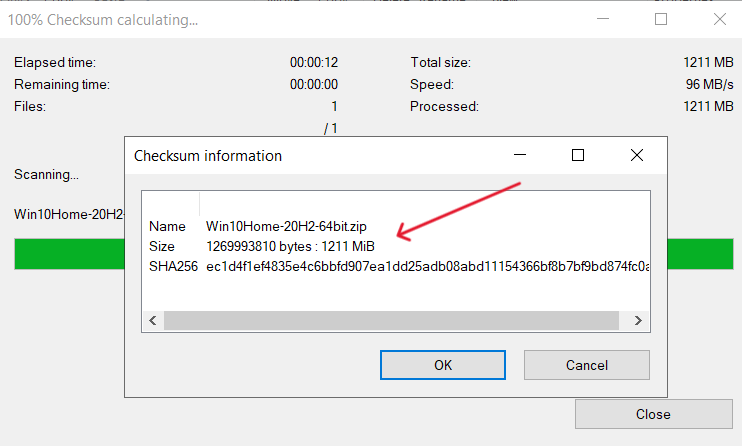 100% Checksum calculating...
Elapsed time: 00:00:12 Total size: 1211 MB
Remaining time: 00:00:00 Speed: 96 MB/s
Files: 1 Processed: 1211 MB
/ 1
Checksum information
Scanning...
Win10Home-20H2-
Name Win10Home-20H2-64bit.zip
Size 1269993810 bytes : 1211 MiB
SHA256 ec1d4f1ef4835e4c6bbfd907ea1dd25adb08abd11154366bf8b7bf9bd874fc0a
OK Cancel
Close